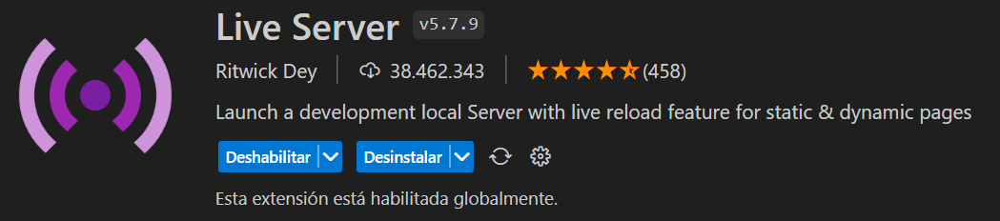 Live Server v5.7.9
Ritwick Dey 38.462.343 (458)
Launch a development local Server with live reload feature for static & dynamic pages
Deshabilitar Desinstalar
Esta extensión está habilitada globalmente.